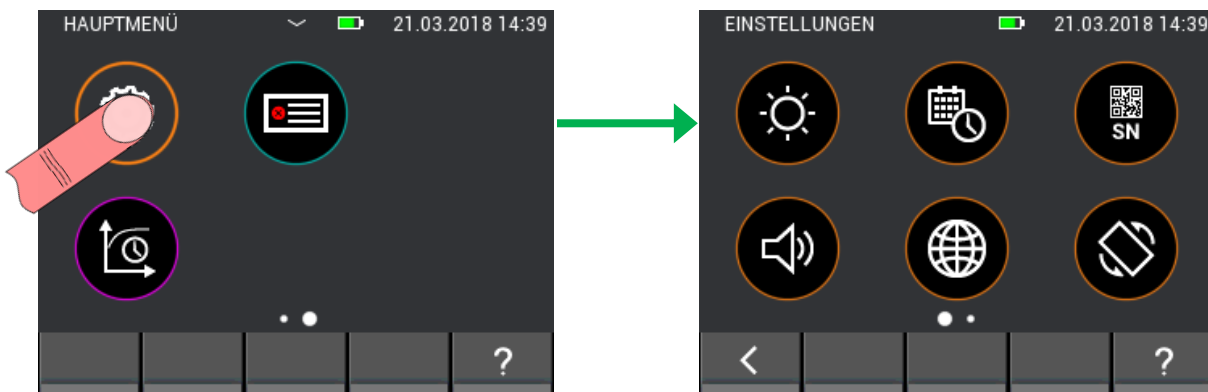 HAUPTMENÜ 21.03.2018 14:39
?
EINSTELLUNGEN 21.03.2018 14:39
SN
?